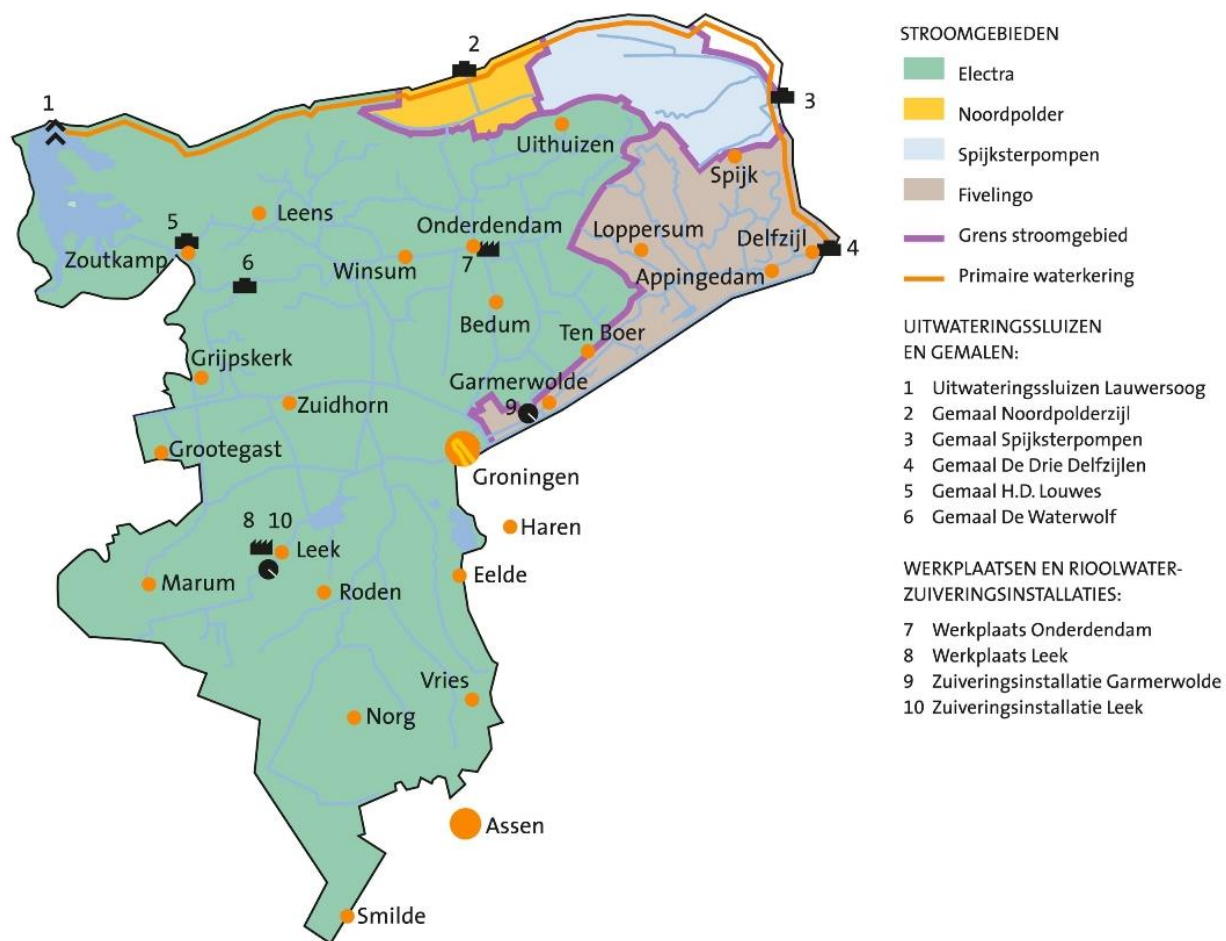 1
2
3
Uithuizen
Spijk
Leens
5
Zoutkamp
6
Onderdendam
7
Winsum
Loppersum
Delfzijl
4
Appingedam
Bedum
Ten Boer
Grijpskerk
Garmerwolde
9
Zuidhorn
Grootegast
Groningen
8 10
Haren
Leek
Marum
Roden
Eelde
Vries
Norg
Assen
Smilde
STROOMGEBIEDEN
Electra
Noordpolder
Spijksterpompen
Fivelingo
Grens stroomgebied
Primaire waterkering
UITWATERINGSSLUIZEN
EN GEMALEN:
1 Uitwateringssluizen Lauwersoog
2 Gemaal Noordpolderzijl
3 Gemaal Spijksterpompen
4 Gemaal De Drie Delfzijlen
5 Gemaal H.D. Louwes
6 Gemaal De Waterwolf
WERKPLAATSEN EN RIOOLWATER-
ZUIVERINGSINSTALLATIES:
7 Werkplaats Onderdendam
8 Werkplaats Leek
9 Zuiveringsinstallatie Garmerwolde
10 Zuiveringsinstallatie Leek